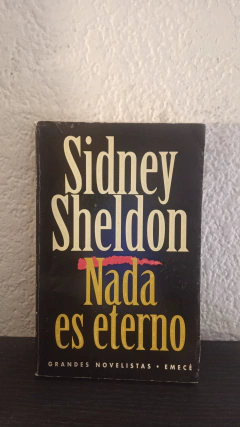 Sidney
Sheldon
Nada
es eterno
GRANDES NOVELISTAS • EMECÉ